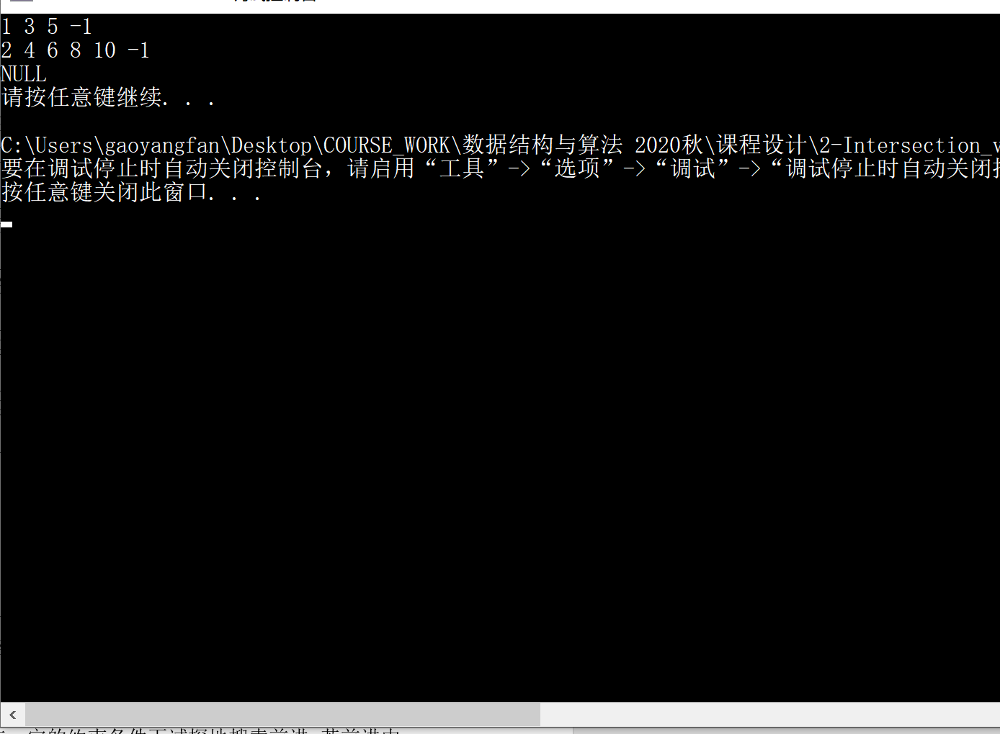 1 3 5 -1
2 4 6 8 10 -1
NULL
请按任意键继续. . .
C:\Users\gaoyangfan\Desktop\COURSE_WORK\数据结构与算法 2020秋\课程设计\2-Intersection_v
要在调试停止时自动关闭控制台，请启用“工具”->“选项”->“调试”->“调试停止时自动关闭
按任意键关闭此窗口. . .